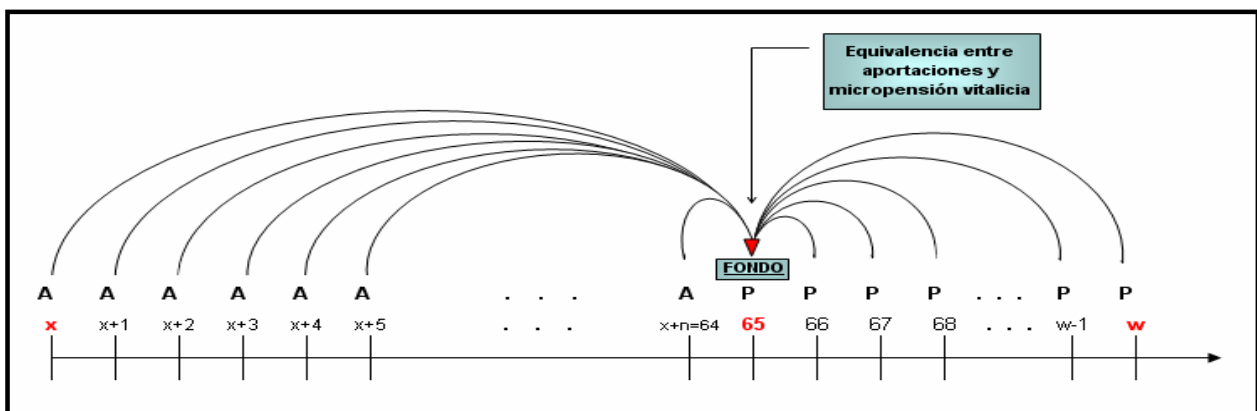 Equivalencia entre
aportaciones y
micropensión vitalicia
FONDO
A A A A A A . . . A P P P P . . . P P
x x+1 x+2 x+3 x+4 x+5 . . . x+n=64 65 66 67 68 . . . w-1 w